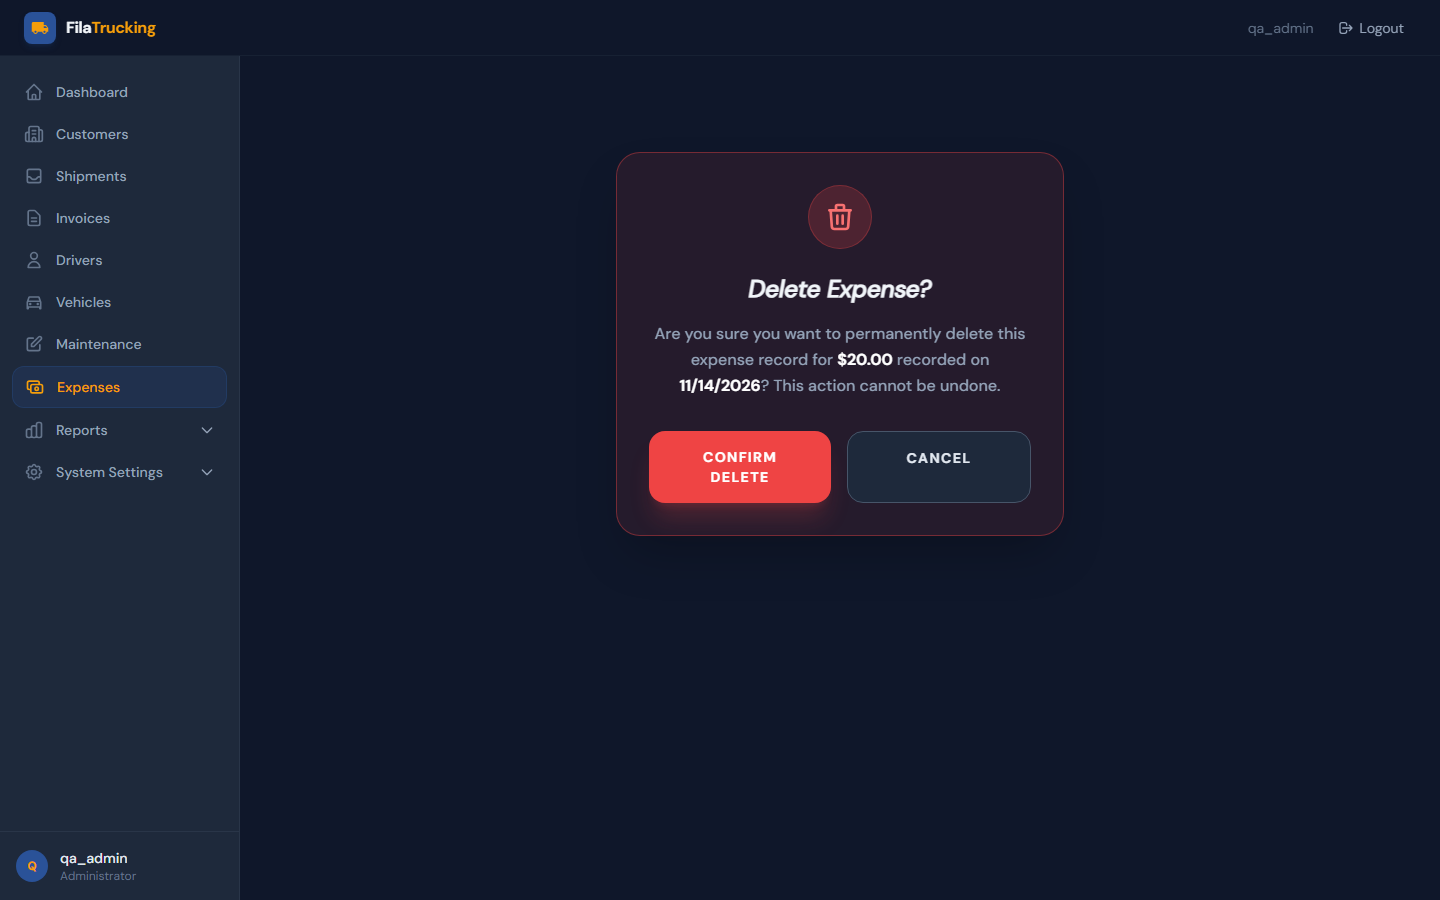 FilaTrucking
qa_admin
Logout
Dashboard
Customers
Shipments
Invoices
Drivers
Vehicles
Maintenance
Expenses
Reports
System Settings
Delete Expense?
Are you sure you want to permanently delete this
expense record for $20.00 recorded on
11/14/2026? This action cannot be undone.
CONFIRM
DELETE
CANCEL
Q
qa_admin
Administrator